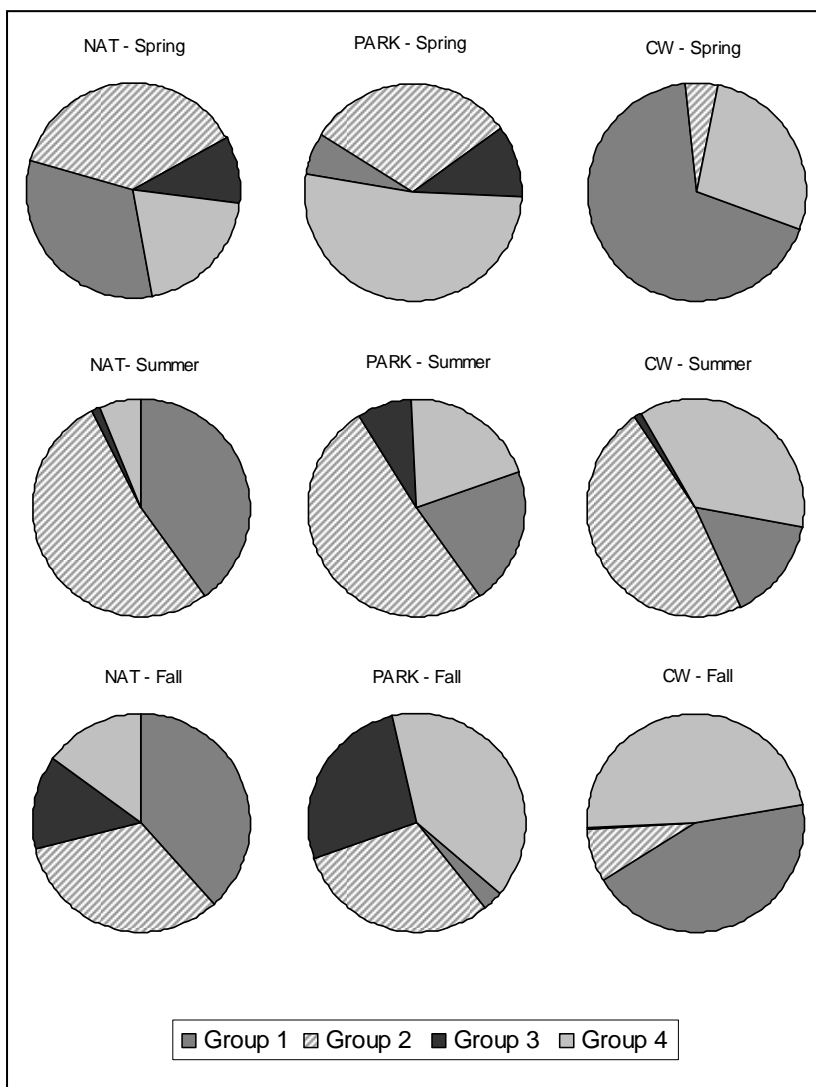 NAT - Spring
PARK - Spring
CW - Spring
NAT- Summer
PARK - Summer
CW - Summer
NAT - Fall
PARK - Fall
CW - Fall
Group 1 Group 2 Group 3 Group 4